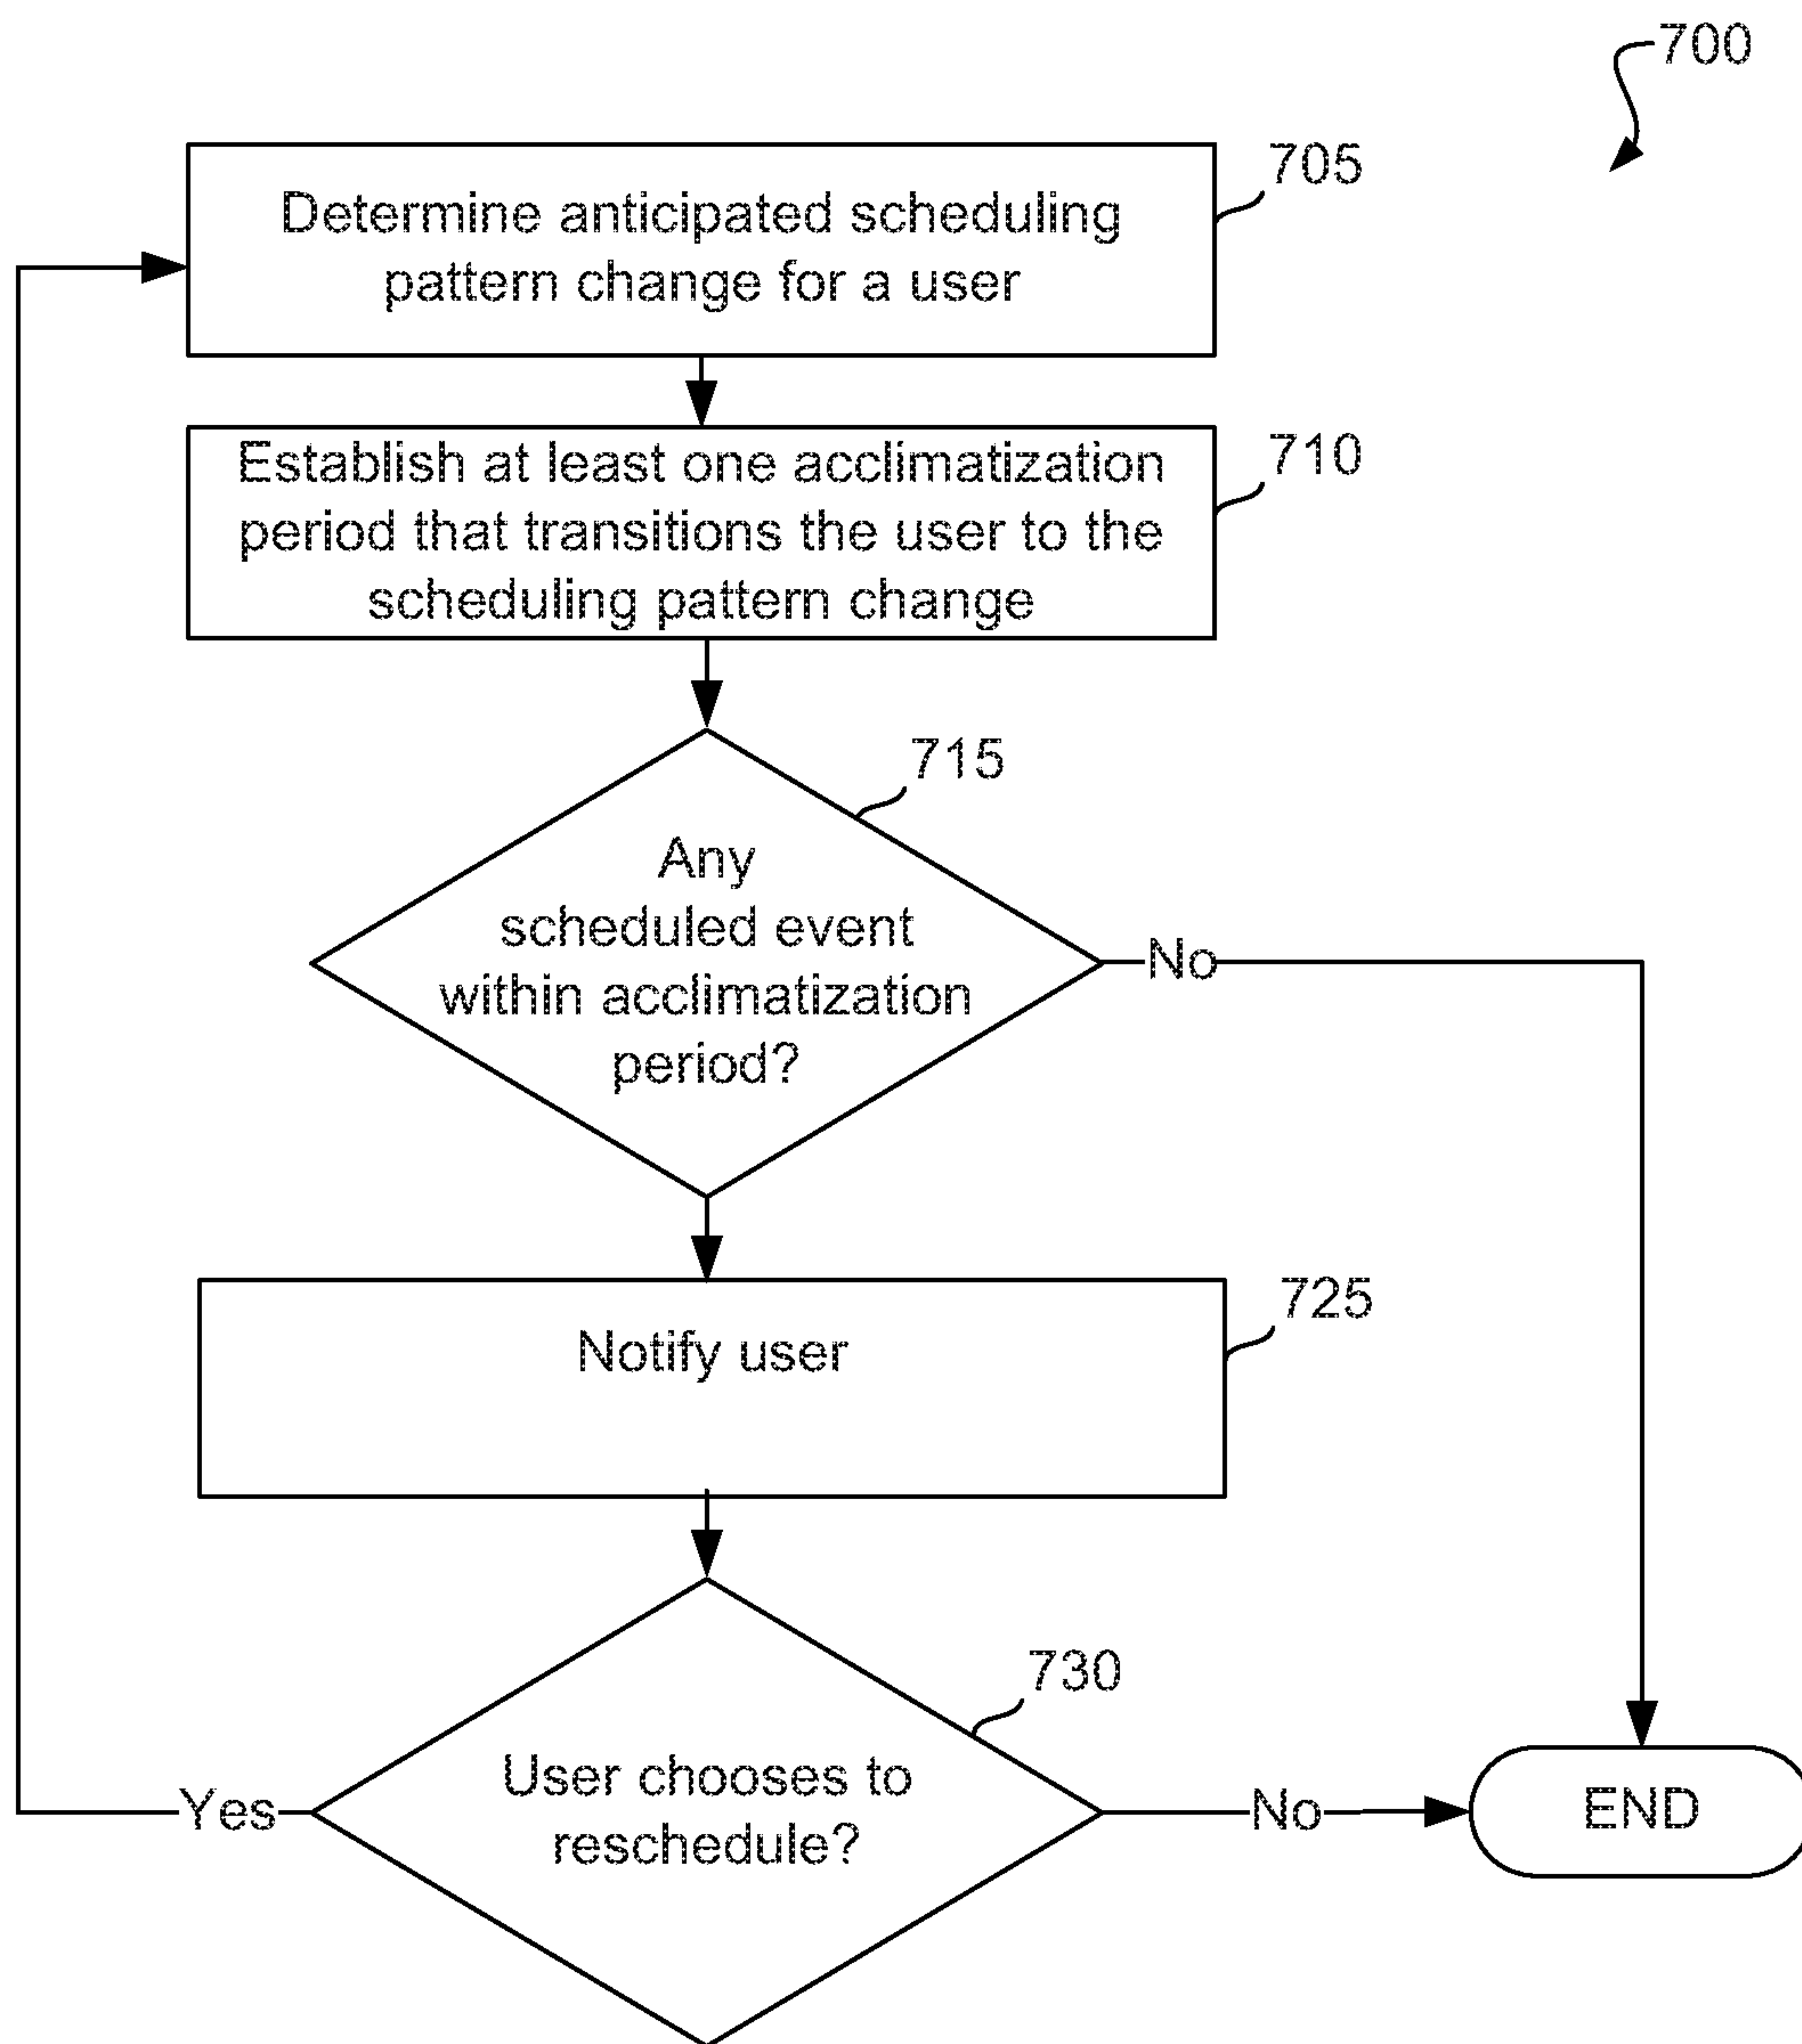 700
705
Determine anticipated scheduling
pattern change for a user
710
Establish at least one acclimatization
period that transitions the user to the
scheduling pattern change
715
Any
scheduled event
within acclimatization
period?
No
725
Notify user
730
User chooses to
reschedule?
Yes
No
END